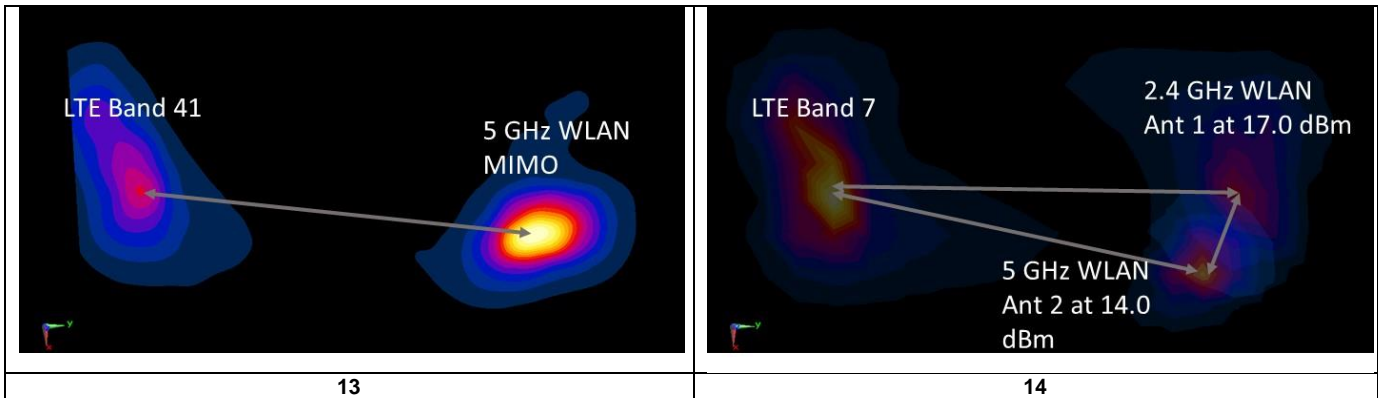 LTE Band 41
5 GHz WLAN
MIMO
y
x
13
LTE Band 7
2.4 GHz WLAN
Ant 1 at 17.0 dBm
5 GHz WLAN
Ant 2 at 14.0
dBm
y
x
14